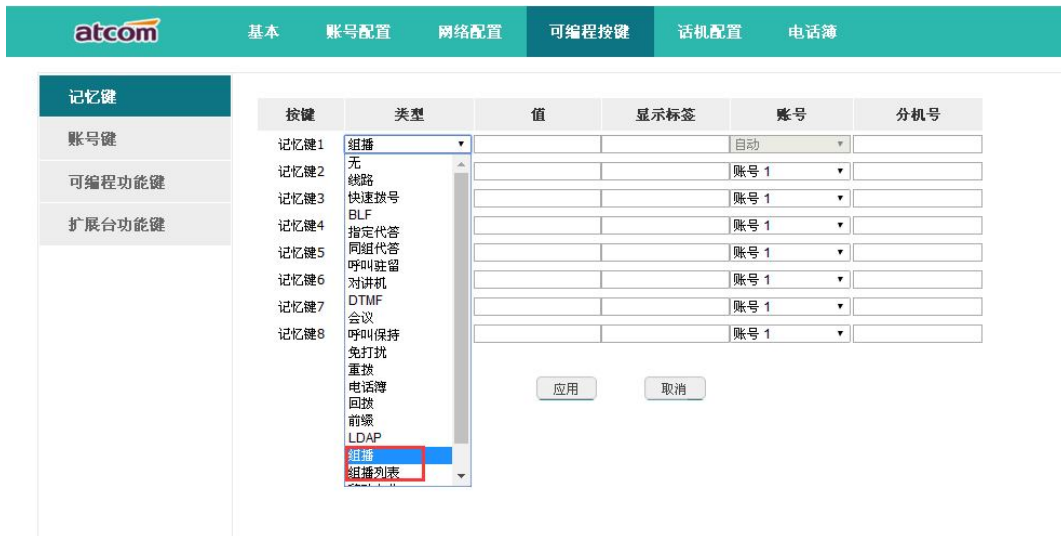 atcom 基本 账号配置 网络配置 可编程按键 话机配置 电话薄
记忆键
账号键
可编程功能键
扩展台功能键
按键 类型 值 显示标签 账号 分机号
记忆键1 组播 自动
记忆键2 账号 1
记忆键3 账号 1
记忆键4 账号 1
记忆键5 账号 1
记忆键6 账号 1
记忆键7 账号 1
记忆键8 账号 1
无
线路
快速拨号
BLF
指定代答
同组代答
呼叫驻留
对讲机
DTMF
会议
呼叫保持
免打扰
重拨
电话簿
回拨
前缀
LDAP
组播
组播列表
应用 取消